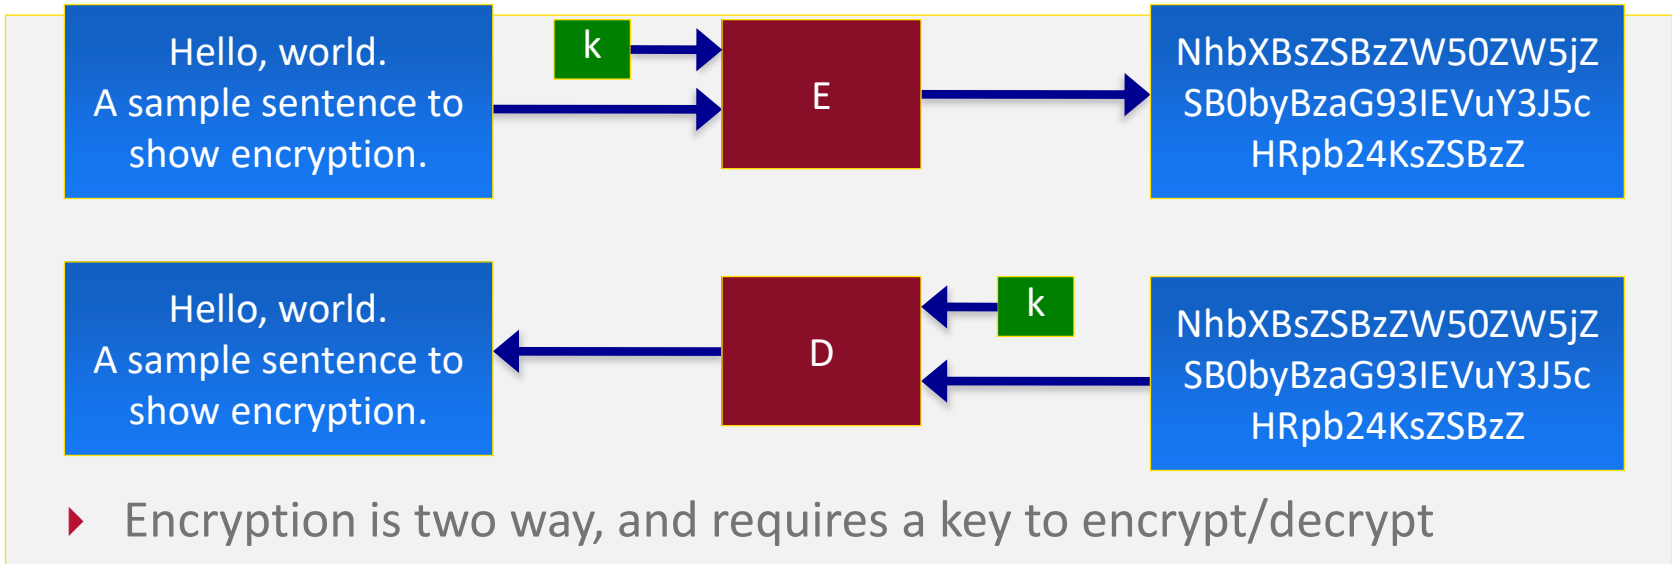 Hello, world.
A sample sentence to
show encryption.
k
E
NhbXBsZSBzZW50ZW5jZ
SB0byBzaG93IEVuY3J5c
HRpb24KsZSBzZ
Hello, world.
A sample sentence to
show encryption.
D
k
NhbXBsZSBzZW50ZW5jZ
SB0byBzaG93IEVuY3J5c
HRpb24KsZSBzZ
Encryption is two way, and requires a key to encrypt/decrypt